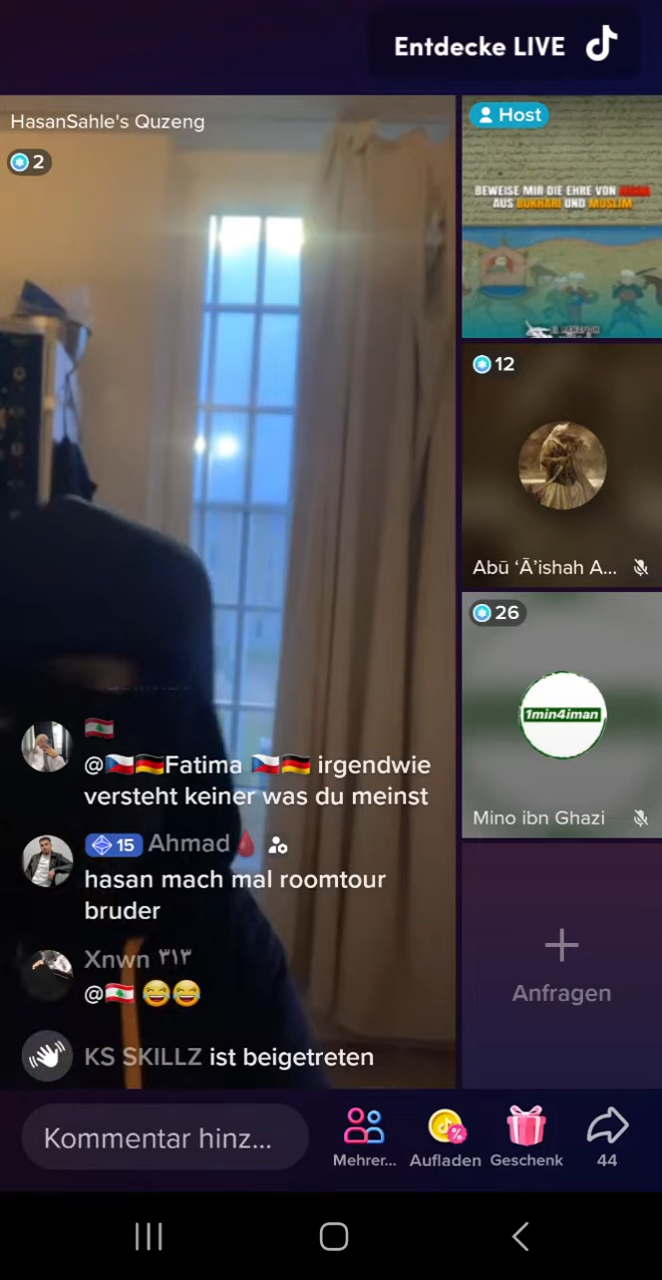 Entdecke LIVE
HasanSahle's Quzeng
2
Host
BEWEISE MIR DIE EHRE VON
AUS BUKHARI UND MUSLIM
12
Abū ‘Ā’ishah A...
26
1min4iman
Mino ibn Ghazi
Anfragen
@🇨🇿🇩🇪Fatima 🇨🇿🇩🇪 irgendwie
versteht keiner was du meinst
15 Ahmad🩸
hasan mach mal roomtour
bruder
Xnwn ٣١٣
@🇱🇧 😂😂
KS SKILLZ ist beigetreten
Kommentar hinz...
Mehrer...
Aufladen
Geschenk
44